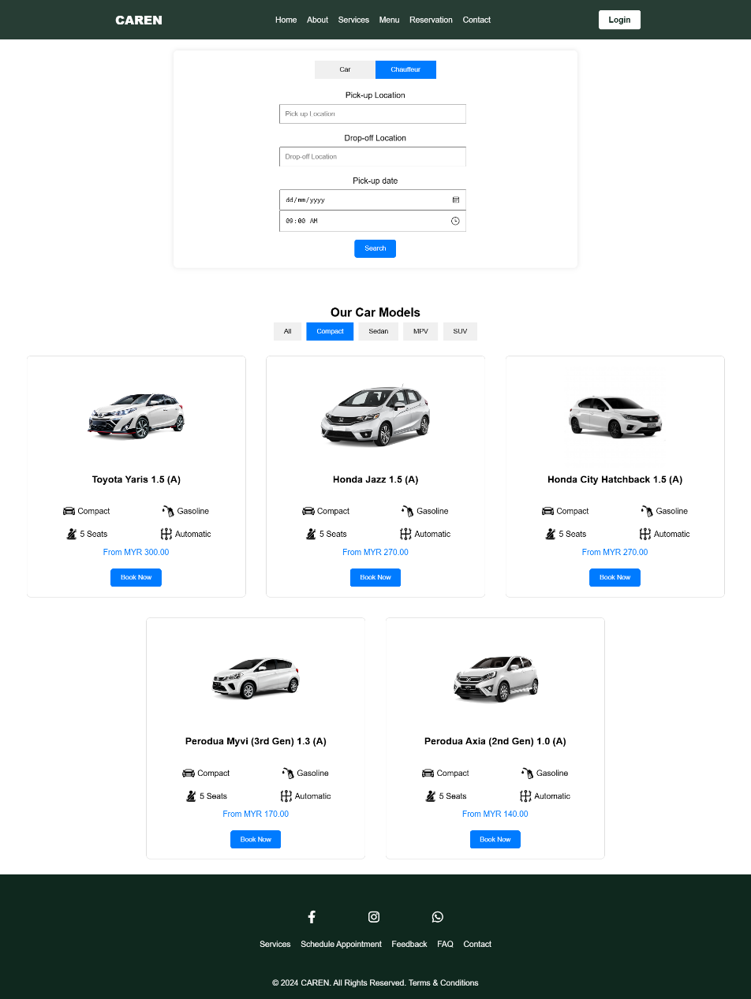 CAREN
Home About Services Menu Reservation Contact
Login
Car Chauffeur
Pick-up Location
Pick up Location
Drop-off Location
Drop-off Location
Pick-up date
dd/mm/yyyy
09:00 AM
Search
Our Car Models
All Compact Sedan MPV SUV
Toyota Yaris 1.5 (A)
Compact Gasoline
5 Seats Automatic
From MYR 300.00
Book Now
Honda Jazz 1.5 (A)
Compact Gasoline
5 Seats Automatic
From MYR 270.00
Book Now
Honda City Hatchback 1.5 (A)
Compact Gasoline
5 Seats Automatic
From MYR 270.00
Book Now
Perodua Myvi (3rd Gen) 1.3 (A)
Compact Gasoline
5 Seats Automatic
From MYR 170.00
Book Now
Perodua Axia (2nd Gen) 1.0 (A)
Compact Gasoline
5 Seats Automatic
From MYR 140.00
Book Now
Services Schedule Appointment Feedback FAQ Contact
© 2024 CAREN. All Rights Reserved. Terms & Conditions